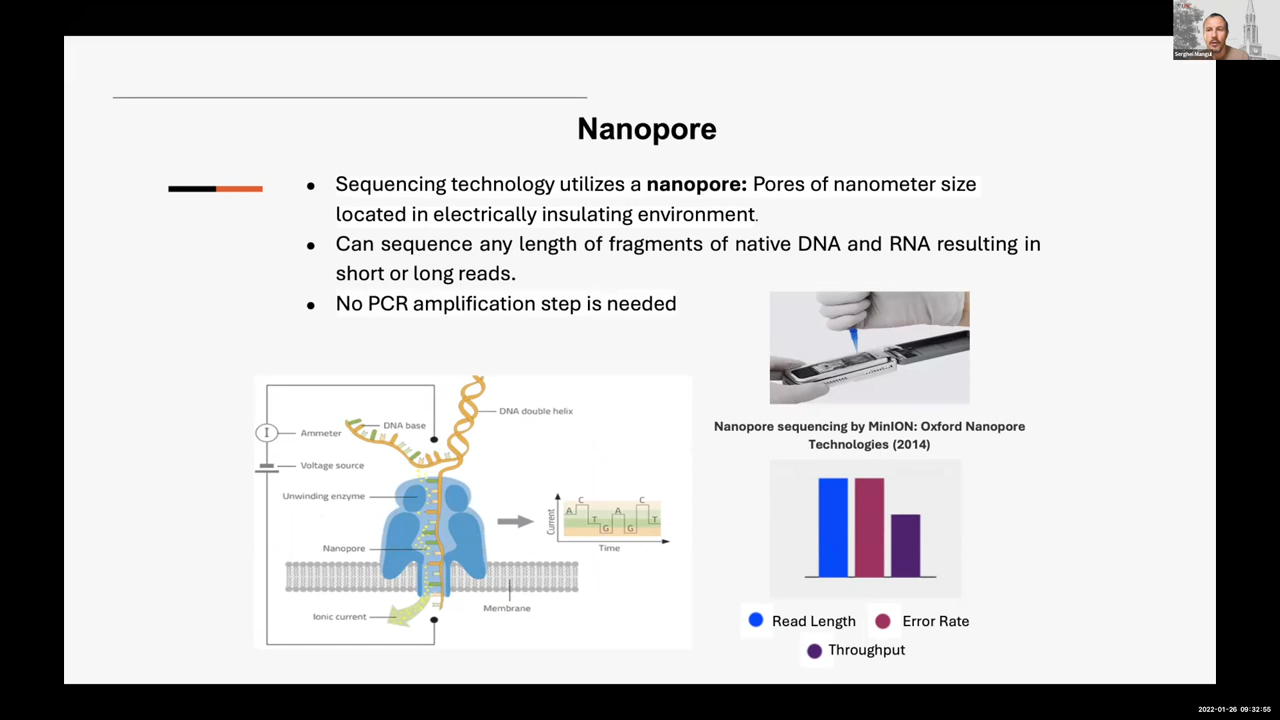 Serghei Mangul
Nanopore
● Sequencing technology utilizes a nanopore: Pores of nanometer size
located in electrically insulating environment.
● Can sequence any length of fragments of native DNA and RNA resulting in
short or long reads.
● No PCR amplification step is needed
I
Ammeter
Voltage source
Unwinding enzyme
Nanopore
Ionic current
DNA base
DNA double helix
Membrane
Current
A C T G A G C T
Time
Nanopore sequencing by MinION: Oxford Nanopore
Technologies (2014)
Read Length
Error Rate
Throughput
2022-01-26 09:32:55